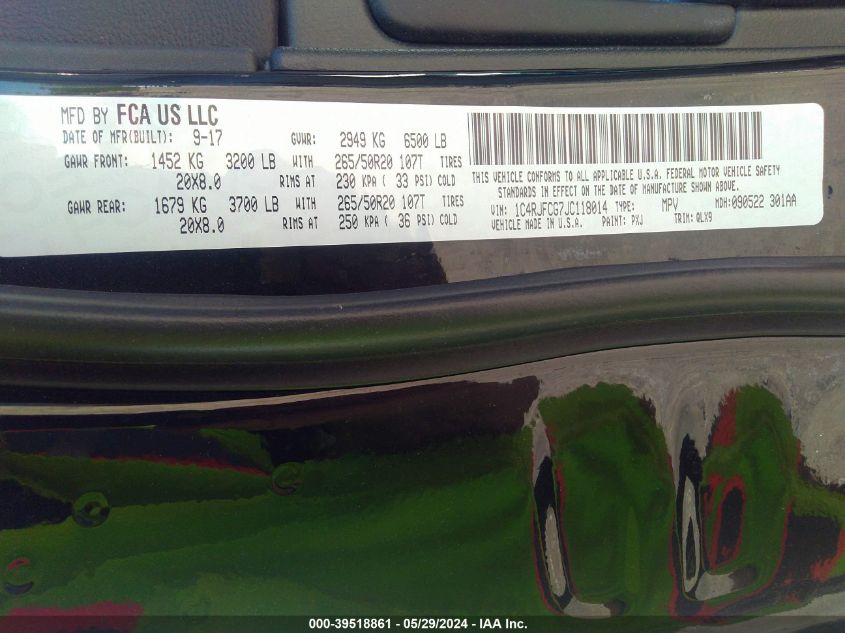 MFD BY FCA US LLC
DATE OF MFR(BUILT): 9-17 GVWR: 2949 KG 6500 LB
GAWR FRONT: 1452 KG 3200 LB WITH 265/50R20 107T TIRES
20X8.0 RIMS AT 230 KPA ( 33 PSI) COLD
GAWR REAR: 1679 KG 3700 LB WITH 265/50R20 107T TIRES
20X8.0 RIMS AT 250 KPA ( 36 PSI) COLD
THIS VEHICLE CONFORMS TO ALL APPLICABLE U.S.A. FEDERAL MOTOR VEHICLE SAFETY
STANDARDS IN EFFECT ON THE DATE OF MANUFACTURE SHOWN ABOVE.
VIN: 1C4RJFCG7JC118014 TYPE: MPV MDH: 090522 301AA
VEHICLE MADE IN U.S.A. PAINT: PXJ TRIM: QLX9
000-39518861 - 05/29/2024 - IAA Inc.